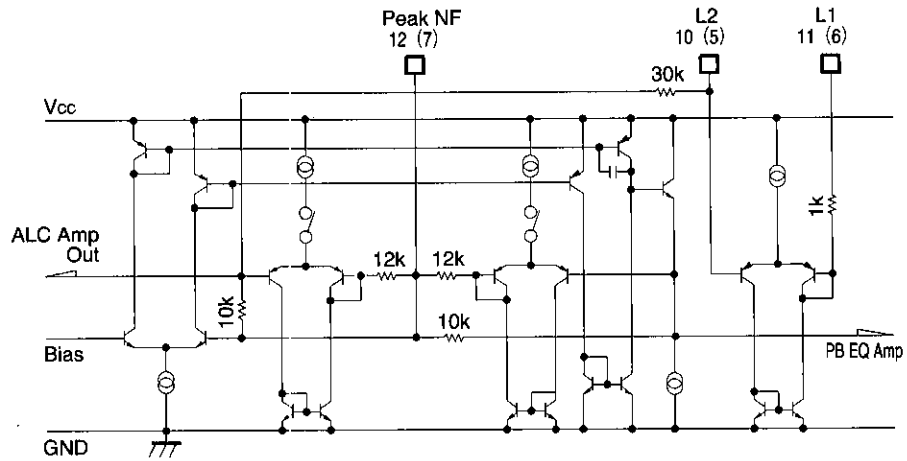 Peak NF
12 (7)
L2
10 (5)
L1
11 (6)
30k
Vcc
1k
ALC Amp
Out
12k
12k
10k
10k
Bias
PB EQ Amp
GND